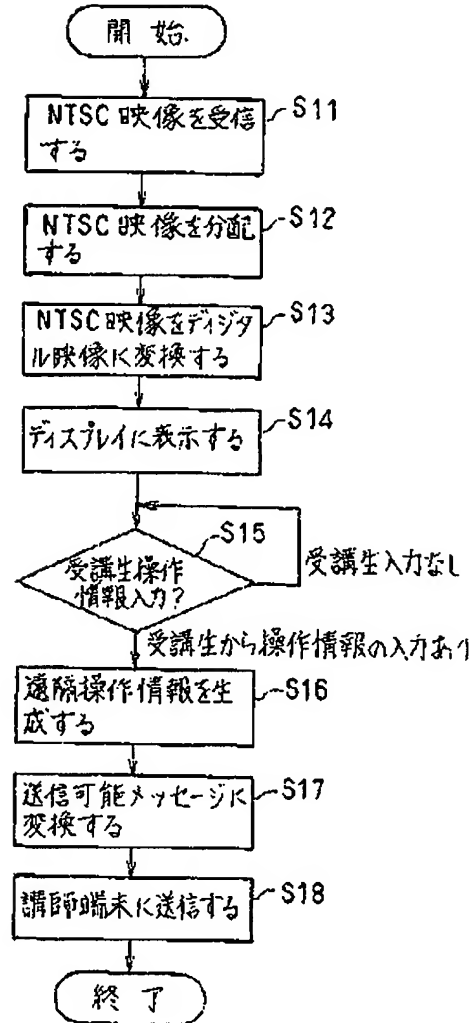 開始
NTSC映像を受信
する
S11
NTSC映像を分配
する
S12
NTSC映像をディジタ
ル映像に変換する
S13
ディスプレイに表示する
S14
受講生操作
情報入力?
S15
受講生入力なし
受講生から操作情報の入力あり
遠隔操作情報を生
成する
S16
送信可能メッセージに
変換する
S17
講師端末に送信する
S18
終了